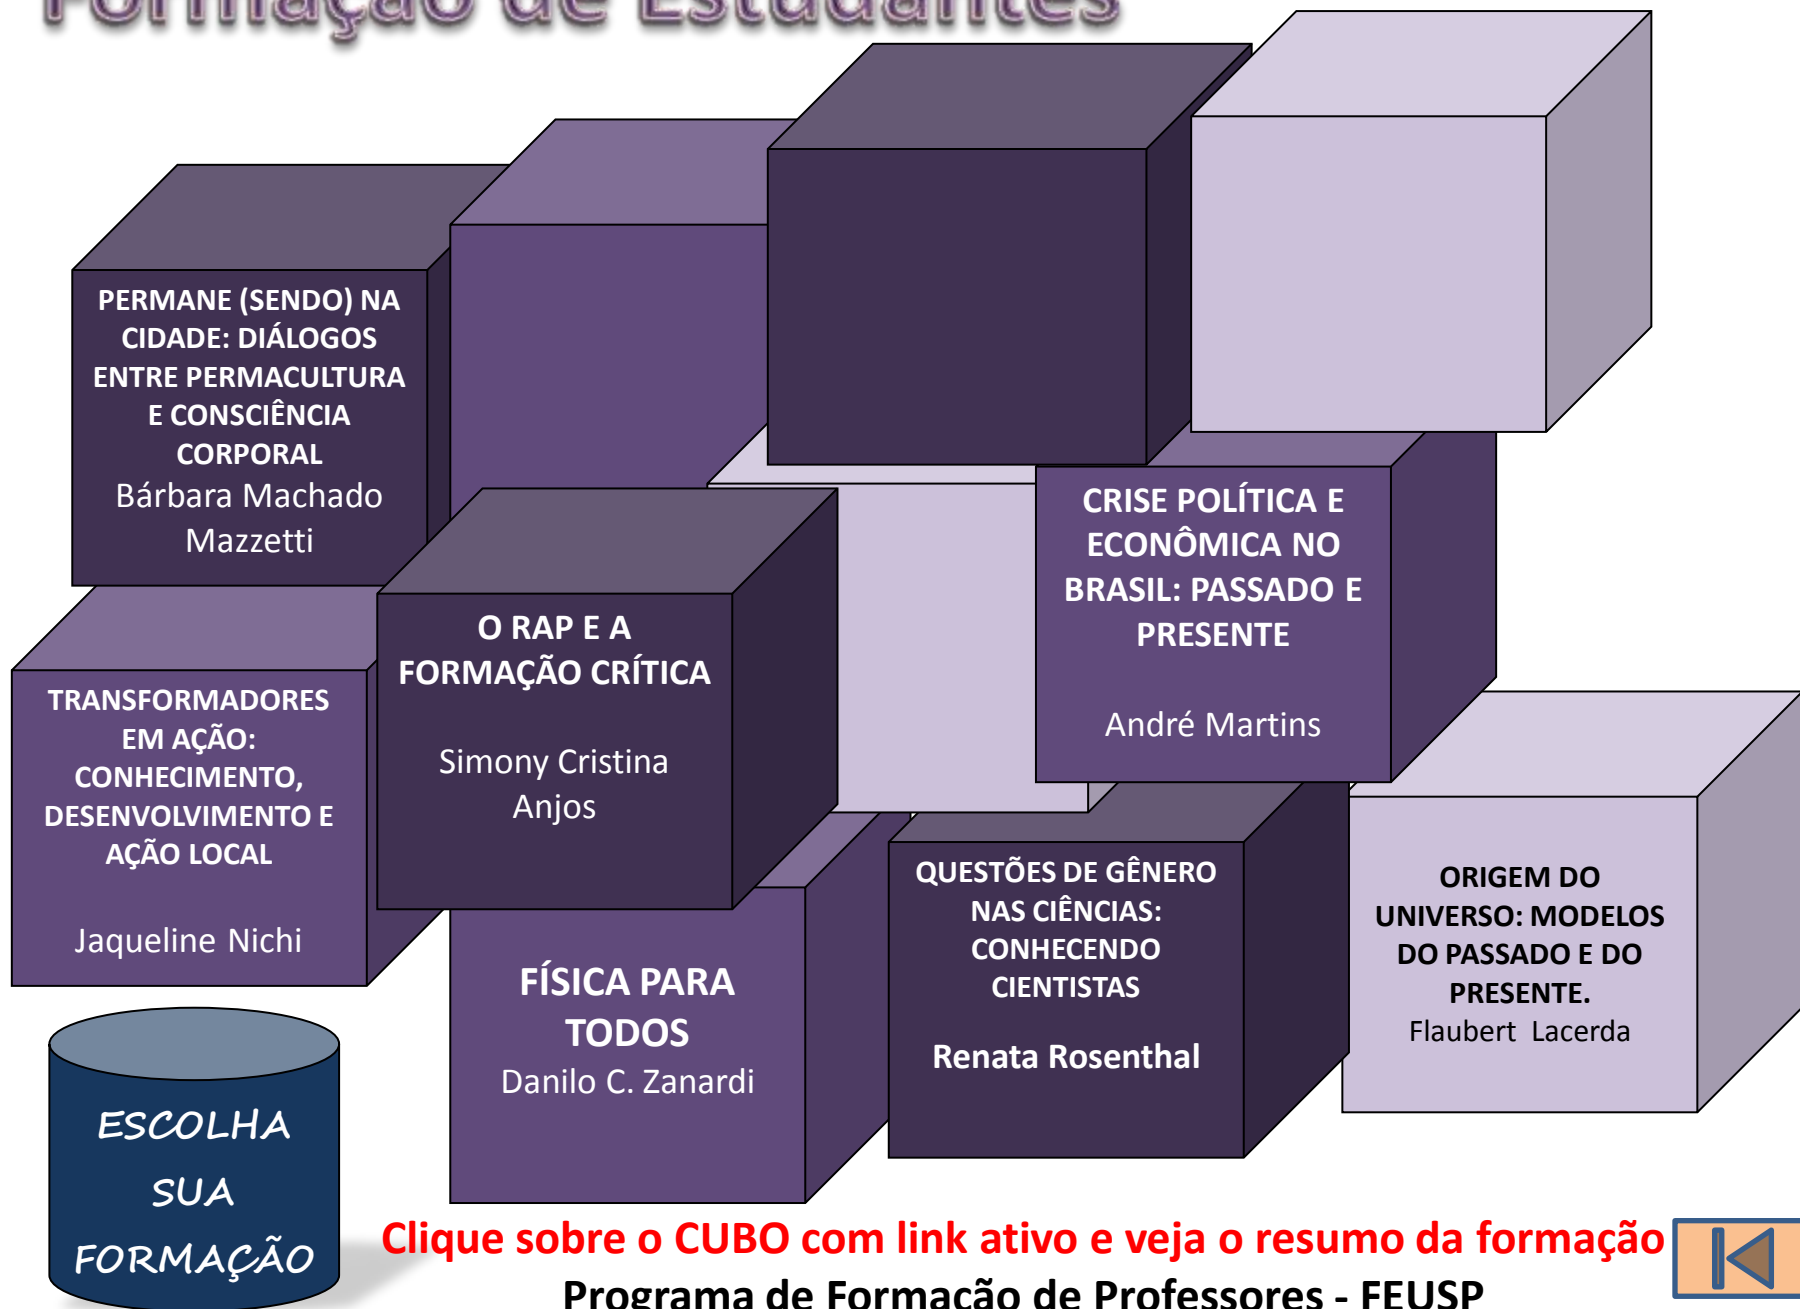 Formação de Estudantes
PERMANE (SENDO) NA
CIDADE: DIÁLOGOS
ENTRE PERMACULTURA
E CONSCIÊNCIA
CORPORAL
Bárbara Machado
Mazzetti
CRISE POLÍTICA E
ECONÔMICA NO
BRASIL: PASSADO E
PRESENTE
André Martins
O RAP E A
FORMAÇÃO CRÍTICA
Simony Cristina
Anjos
TRANSFORMADORES
EM AÇÃO:
CONHECIMENTO,
DESENVOLVIMENTO E
AÇÃO LOCAL
Jaqueline Nichi
FÍSICA PARA
TODOS
Danilo C. Zanardi
QUESTÕES DE GÊNERO
NAS CIÊNCIAS:
CONHECENDO
CIENTISTAS
Renata Rosenthal
ORIGEM DO
UNIVERSO: MODELOS
DO PASSADO E DO
PRESENTE.
Flaubert Lacerda
ESCOLHA
SUA
FORMAÇÃO
Clique sobre o CUBO com link ativo e veja o resumo da formação
Programa de Formação de Professores - FEUSP